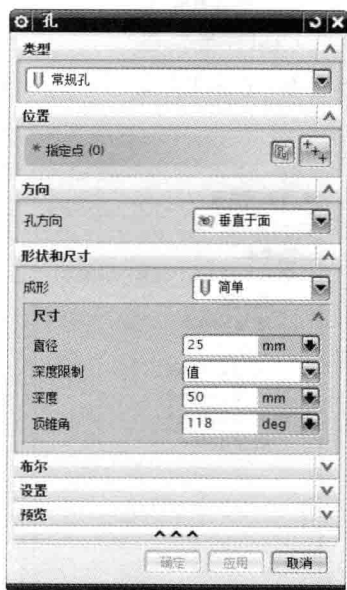 孔
类型
常规孔
位置
* 指定点 (0)
方向
孔方向 垂直于面
形状和尺寸
成形 简单
尺寸
直径 25 mm
深度限制 值
深度 50 mm
顶锥角 118 deg
布尔
设置
预览
确定 应用 取消